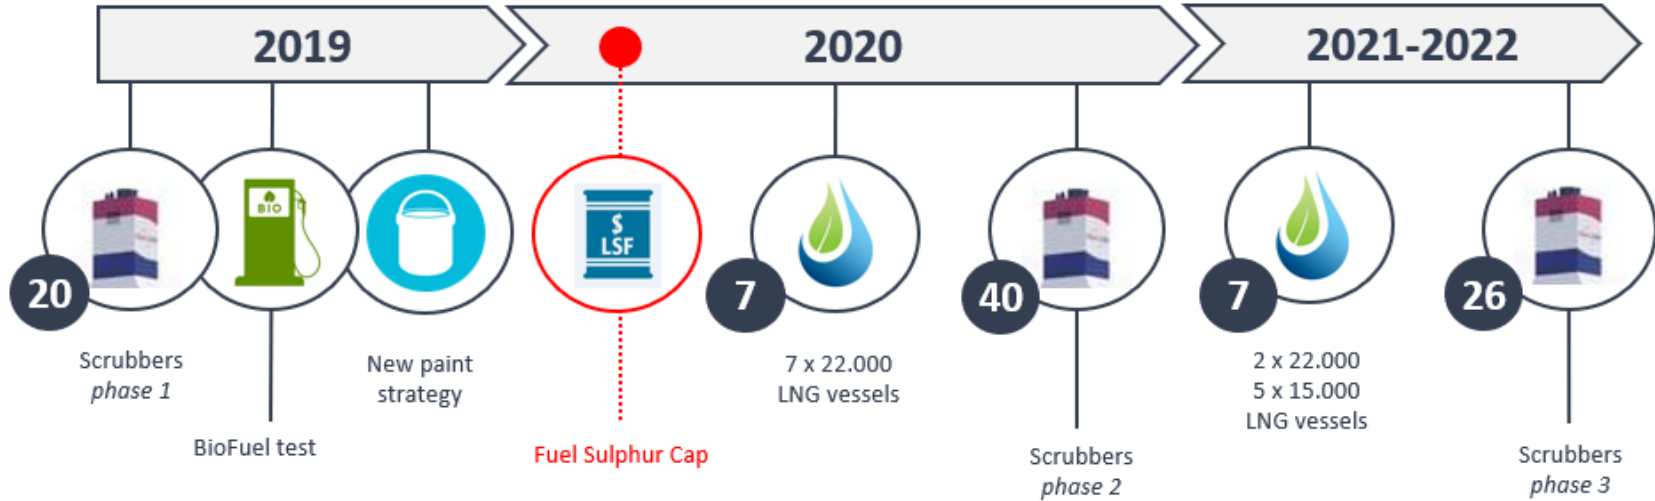 2019
2020
2021-2022
BIO
$
LSF
20
7
40
7
26
Scrubbers
phase 1
BioFuel test
New paint
strategy
Fuel Sulphur Cap
7 x 22.000
LNG vessels
Scrubbers
phase 2
2 x 22.000
5 x 15.000
LNG vessels
Scrubbers
phase 3